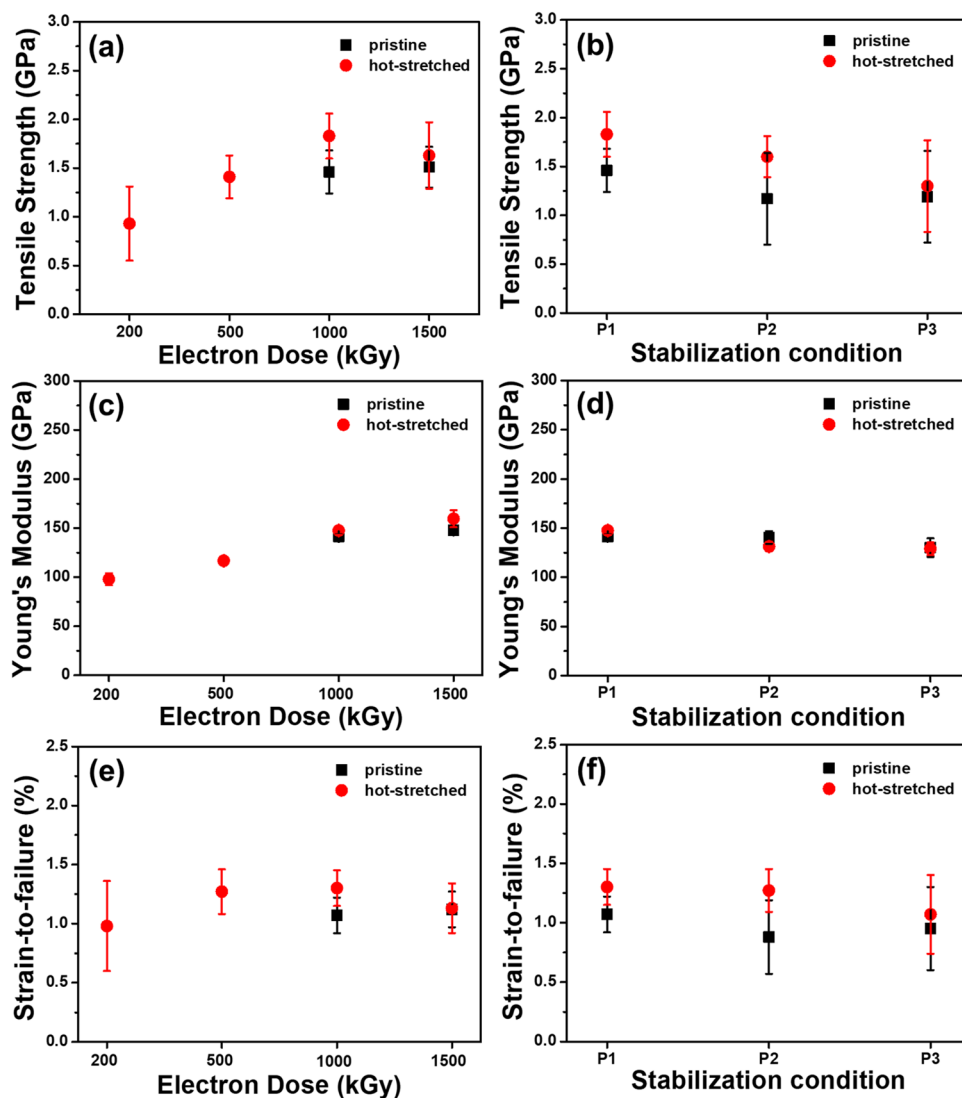 (a)
pristine
hot-stretched
Tensile Strength (GPa)
3.0
2.5
2.0
1.5
1.0
0.5
0.0
200 500 1000 1500
Electron Dose (kGy)
(b)
pristine
hot-stretched
Tensile Strength (GPa)
3.0
2.5
2.0
1.5
1.0
0.5
0.0
P1 P2 P3
Stabilization condition
(c)
pristine
hot-stretched
Young's Modulus (GPa)
300
250
200
150
100
50
0
200 500 1000 1500
Electron Dose (kGy)
(d)
pristine
hot-stretched
Young's Modulus (GPa)
300
250
200
150
100
50
0
P1 P2 P3
Stabilization condition
(e)
pristine
hot-stretched
Strain-to-failure (%)
2.5
2.0
1.5
1.0
0.5
0.0
200 500 1000 1500
Electron Dose (kGy)
(f)
pristine
hot-stretched
Strain-to-failure (%)
2.5
2.0
1.5
1.0
0.5
0.0
P1 P2 P3
Stabilization condition